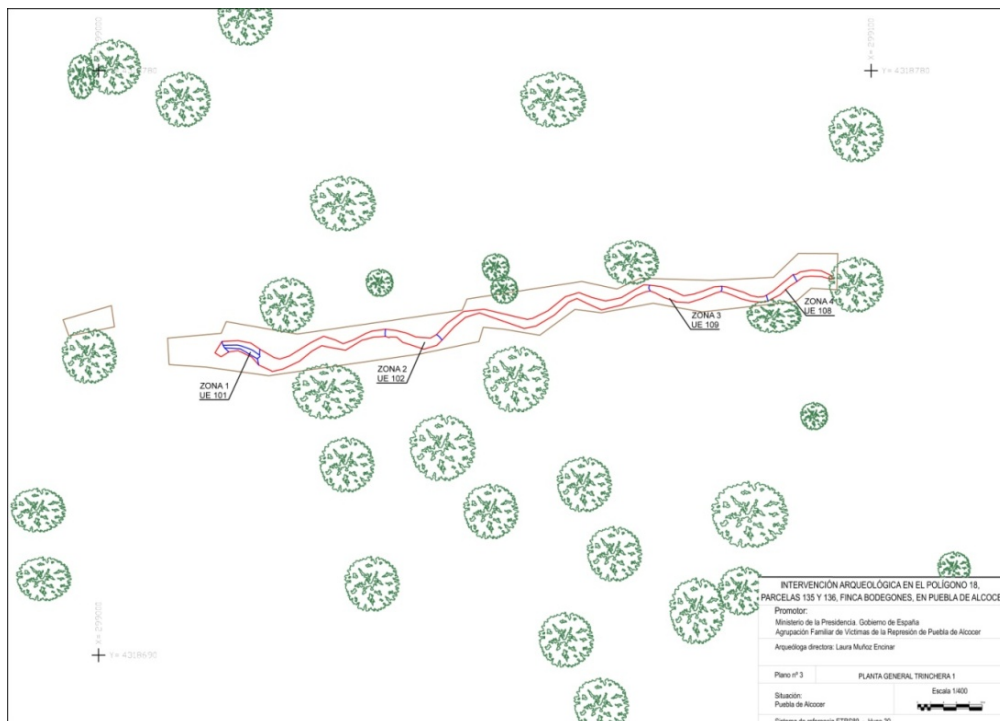 Y= 4318780
ZONA 1
UE 101
ZONA 2
UE 102
ZONA 3
UE 109
ZONA 4
UE 108
INTERVENCIÓN ARQUEOLÓGICA EN EL POLÍGONO 18,
PARCELAS 135 Y 136, FINCA BODEGONES, EN PUEBLA DE ALCOCE
Promotor:
Ministerio de la Presidencia. Gobierno de España
Agrupación Familiar de Víctimas de la Represión de Puebla de Alcocer
Arqueóloga directora: Laura Muñoz Encinar
Plano nº 3
PLANTA GENERAL TRINCHERA 1
Situación:
Puebla de Alcocer
Escala 1/400